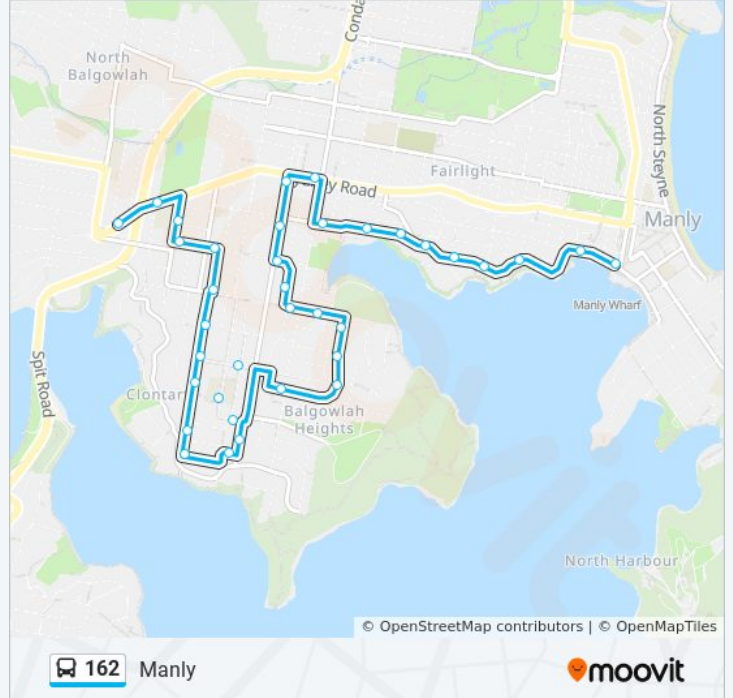 Conda
North
Balgowlah
North Steyne
Fairlight
y Road
Manly
Manly Wharf
Spit Road
Clontar
Balgowlah
Heights
North Harbour
© OpenStreetMap contributors | © OpenMapTiles
162 Manly
moovit